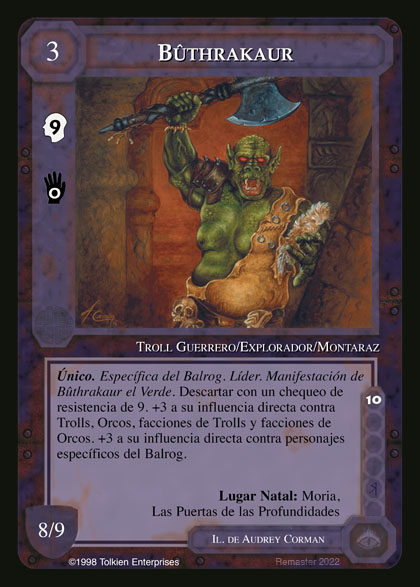 3
BÛTHRAKAUR
9
0
TROLL GUERRERO/EXPLORADOR/MONTARAZ
Único. Específica del Balrog. Líder. Manifestación de
Bûthrakaur el Verde. Descartar con un chequeo de
resistencia de 9. +3 a su influencia directa contra
Trolls, Orcos, facciones de Trolls y facciones de
Orcos. +3 a su influencia directa contra personajes
específicos del Balrog.
10
Lugar Natal: Moria,
Las Puertas de las Profundidades
8/9
IL. DE AUDREY CORMAN
©1998 Tolkien Enterprises
Remaster 2022